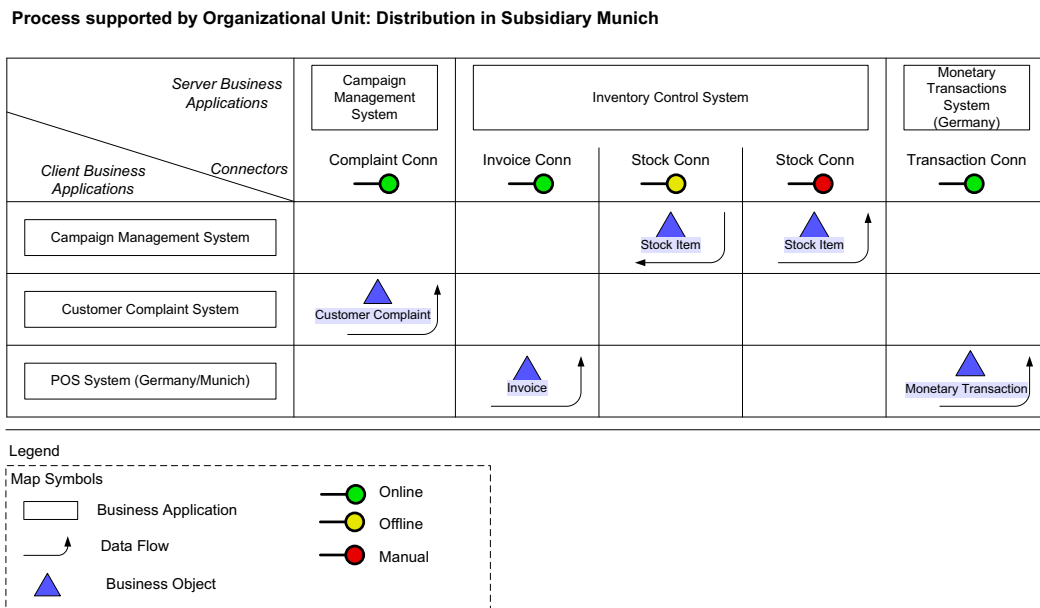 Process supported by Organizational Unit: Distribution in Subsidiary Munich
Server Business
Applications
Connectors
Client Business
Applications
Campaign
Management
System
Inventory Control System
Monetary
Transactions
System
(Germany)
Complaint Conn
Invoice Conn
Stock Conn
Stock Conn
Transaction Conn
Campaign Management System
Stock Item
Stock Item
Customer Complaint System
Customer Complaint
POS System (Germany/Munich)
Invoice
Monetary Transaction
Legend
Map Symbols
Business Application
Data Flow
Business Object
Online
Offline
Manual